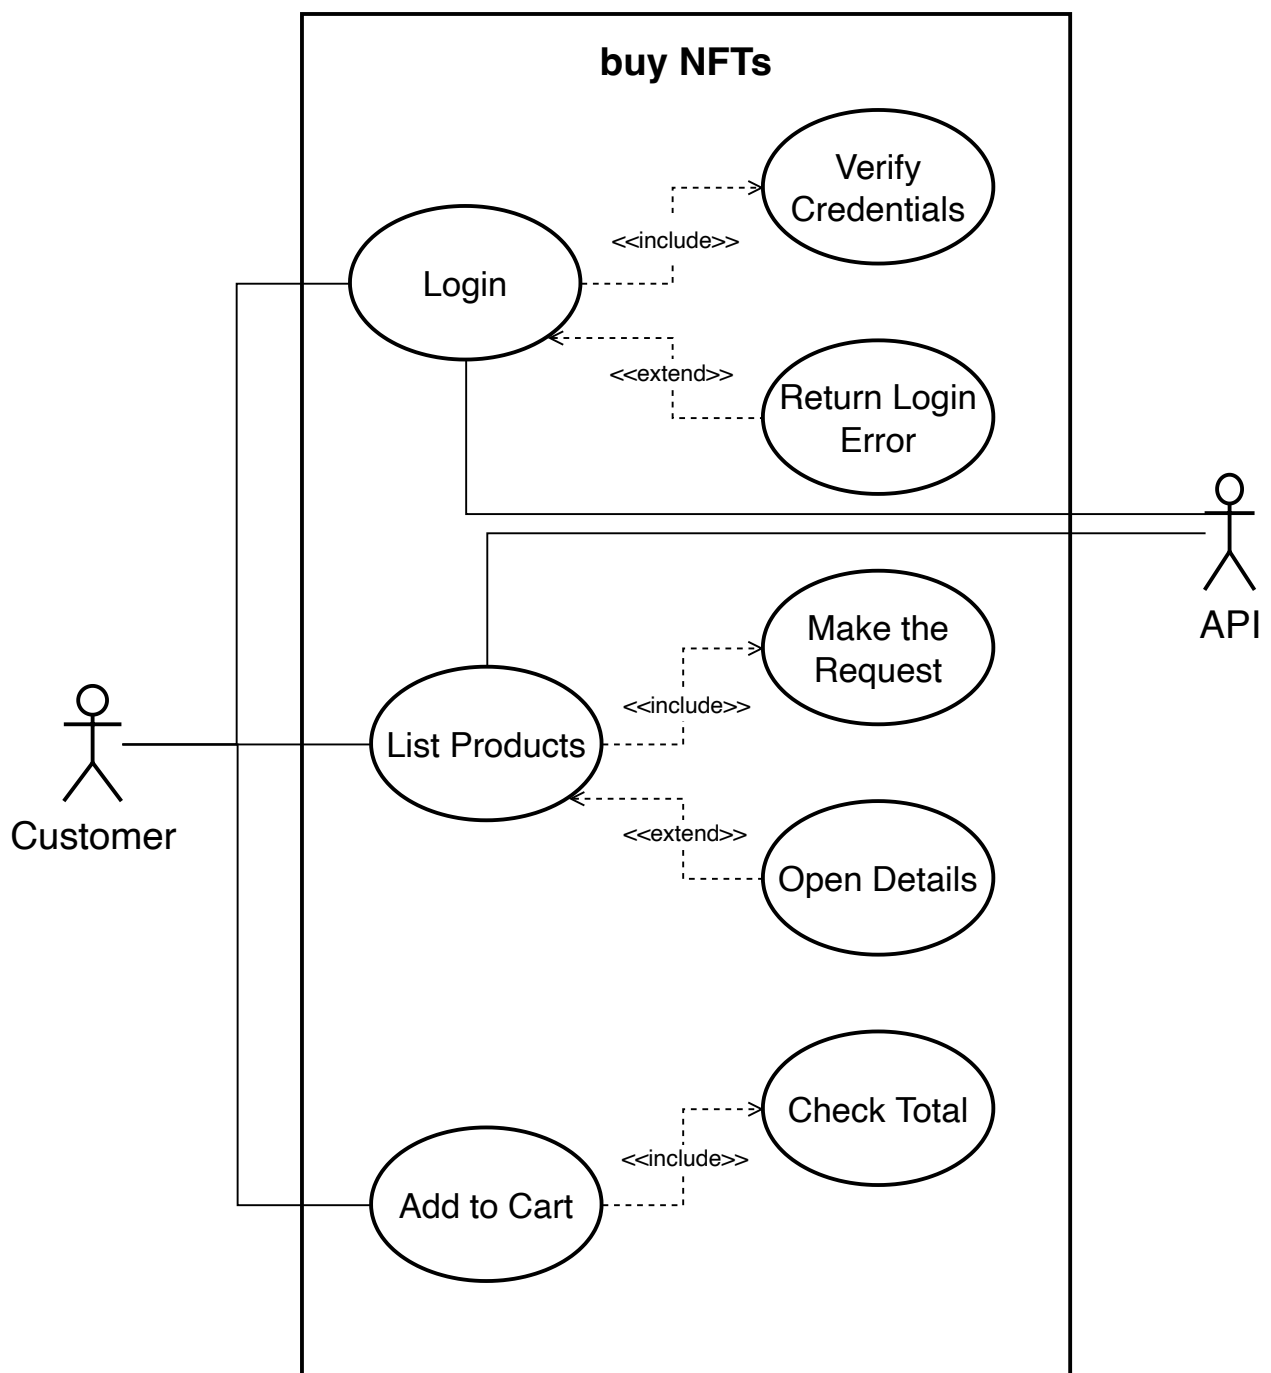 buy NFTs
Verify
Credentials
<<include>>
Login
<<extend>>
Return Login
Error
API
Make the
Request
<<include>>
List Products
Customer
<<extend>>
Open Details
Check Total
<<include>>
Add to Cart